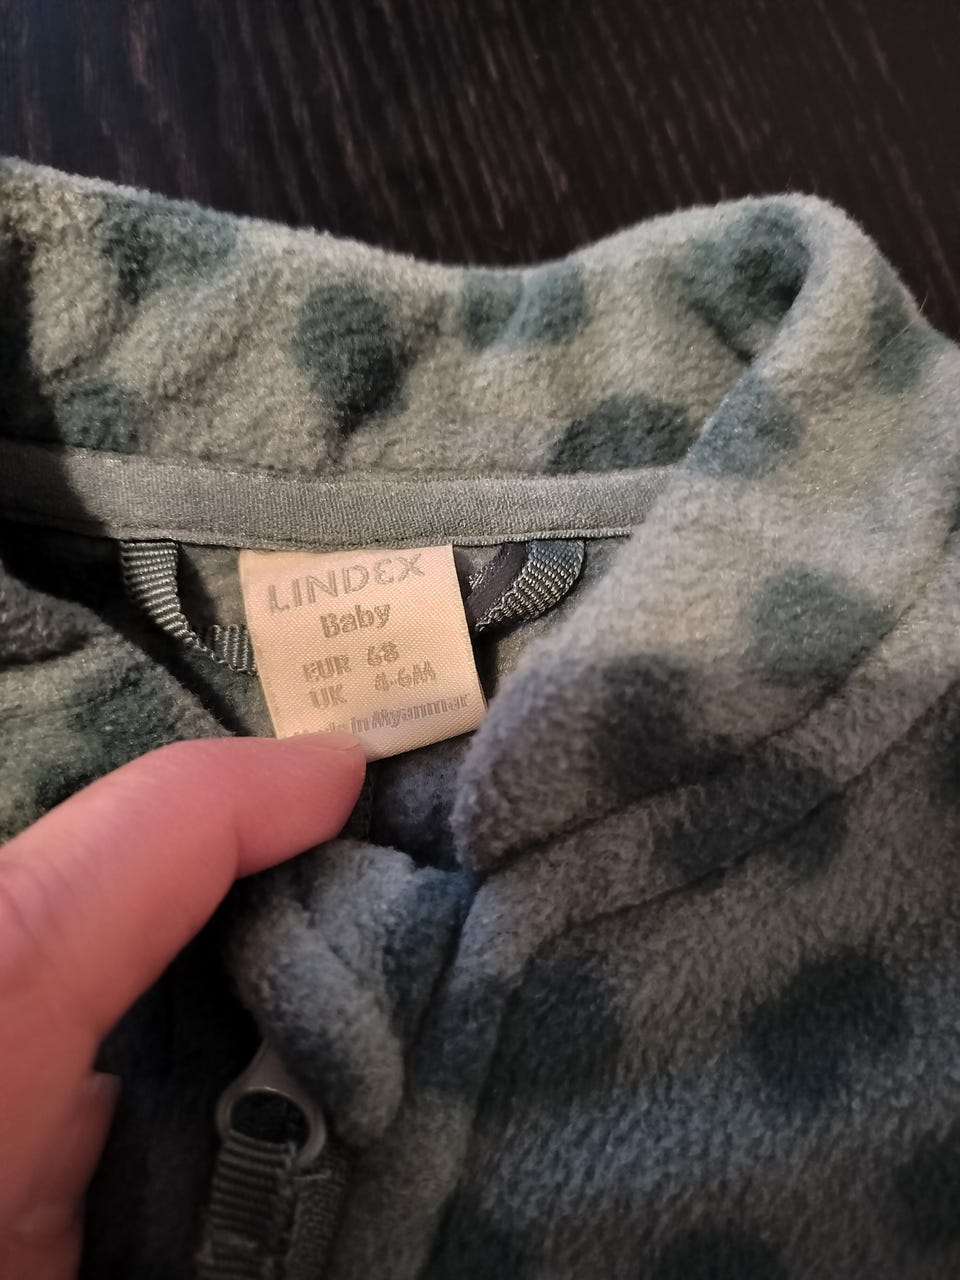 LINDEX
Baby
EUR 68
UK 4-6M
Made in Myanmar